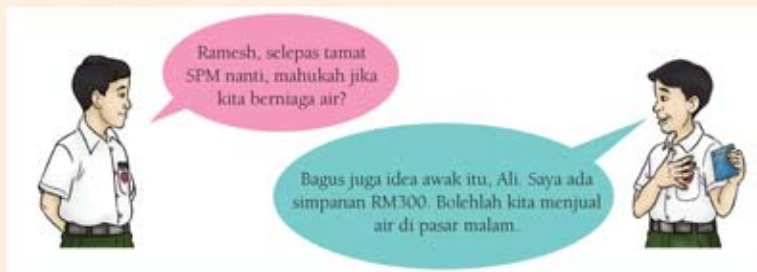 Ramesh, selepas tamat
SPM nanti, mahukah jika
kita berniaga air?
Bagus juga idea awak itu, Ali. Saya ada
simpanan RM300. Bolehlah kita menjual
air di pasar malam.